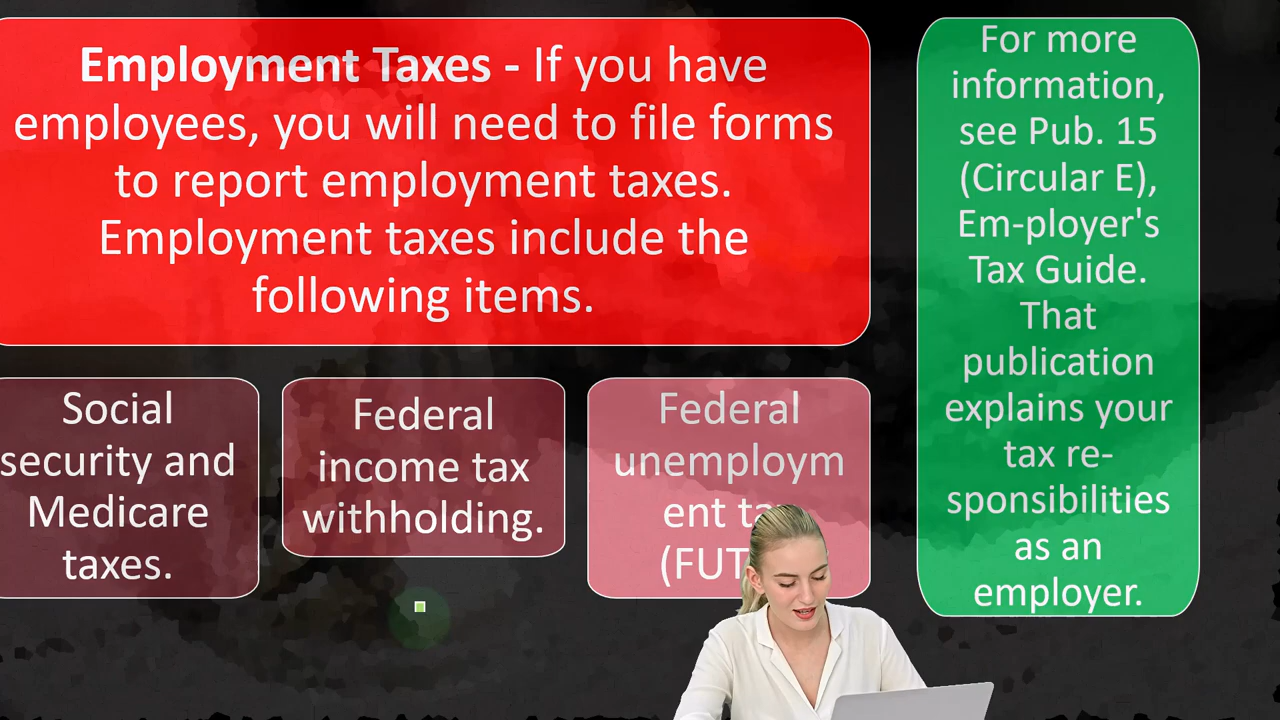 Employment Taxes - If you have
employees, you will need to file forms
to report employment taxes.
Employment taxes include the
following items.
Social
security and
Medicare
taxes.
Federal
income tax
withholding.
Federal
unemploym
ent
(FUT
For more
information,
see Pub. 15
(Circular E),
Em-ployer's
Tax Guide.
That
publication
explains your
tax re-
sponsibilities
as an
employer.